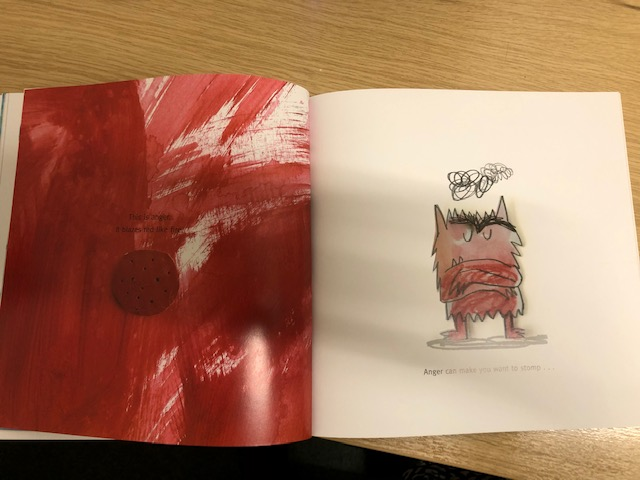 This is anger.
It blazes red like fire
Anger can make you want to stomp . . .